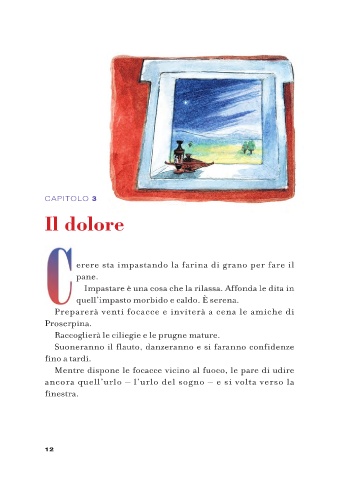 CAPITOLO 3
Il dolore
Cerere sta impastando la farina di grano per fare il
pane.
Impastare è una cosa che la rilassa. Affonda le dita in
quell'impasto morbido e caldo. È serena.
Preparerà venti focacce e inviterà a cena le amiche di
Proserpina.
Raccoglierà le ciliegie e le prugne mature.
Suoneranno il flauto, danzeranno e si faranno confidenze
fino a tardi.
Mentre dispone le focacce vicino al fuoco, le pare di udire
ancora quell'urlo – l'urlo del sogno – e si volta verso la
finestra.
12